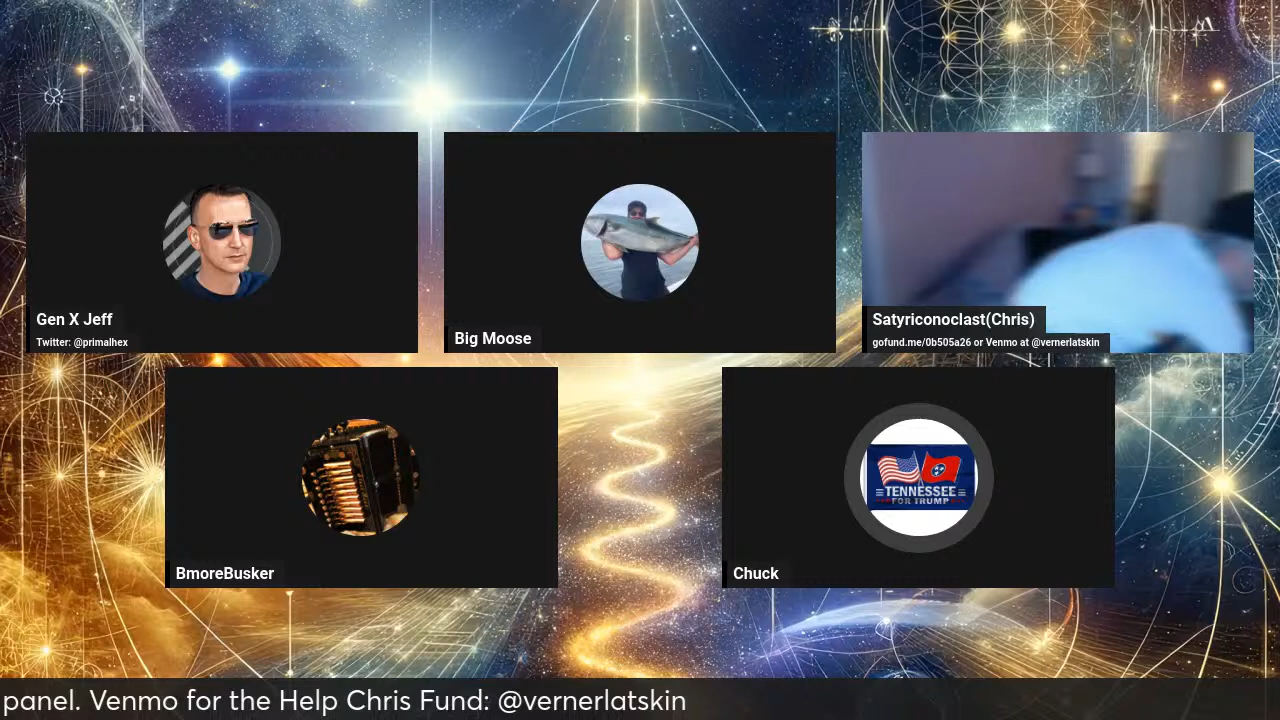 Gen X Jeff
Twitter: @primalhex
Big Moose
Satyriconoclast(Chris)
gofund.me/0b505a26 or Venmo at @vernerlatskin
BmoreBusker
TENNESSEE
FOR TRUMP
Chuck
panel. Venmo for the Help Chris Fund: @vernerlatskin